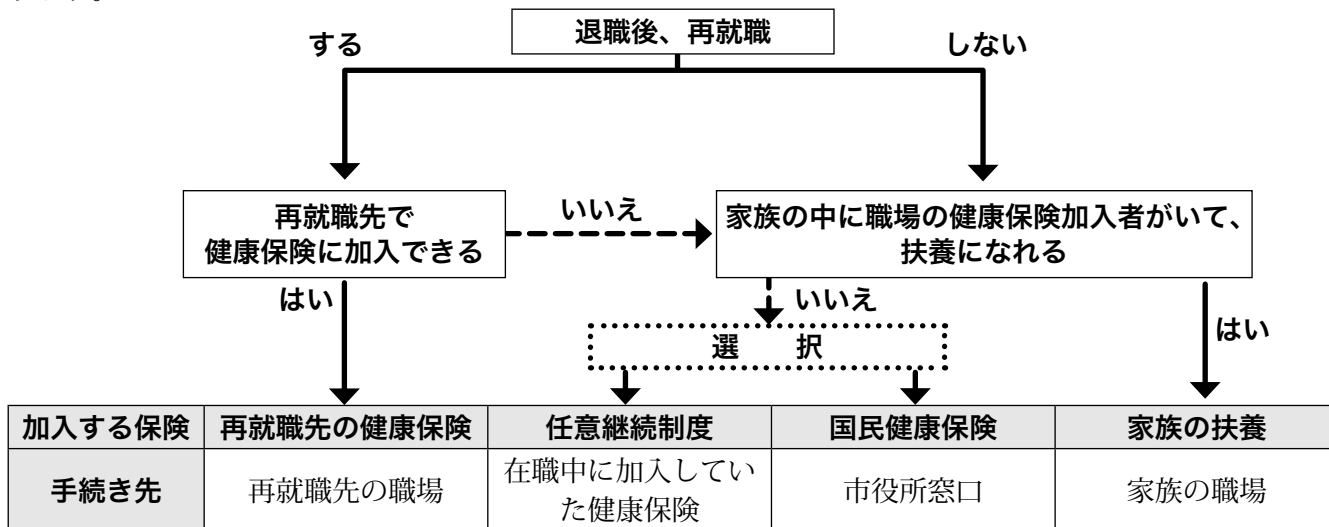 退職後、再就職
する
しない
再就職先で
健康保険に加入できる
いいえ
家族の中に職場の健康保険加入者がいて、
扶養になれる
はい
いいえ
はい
選　択
加入する保険 再就職先の健康保険 任意継続制度 国民健康保険 家族の扶養
手続き先 再就職先の職場 在職中に加入してい 市役所窓口 家族の職場
た健康保険